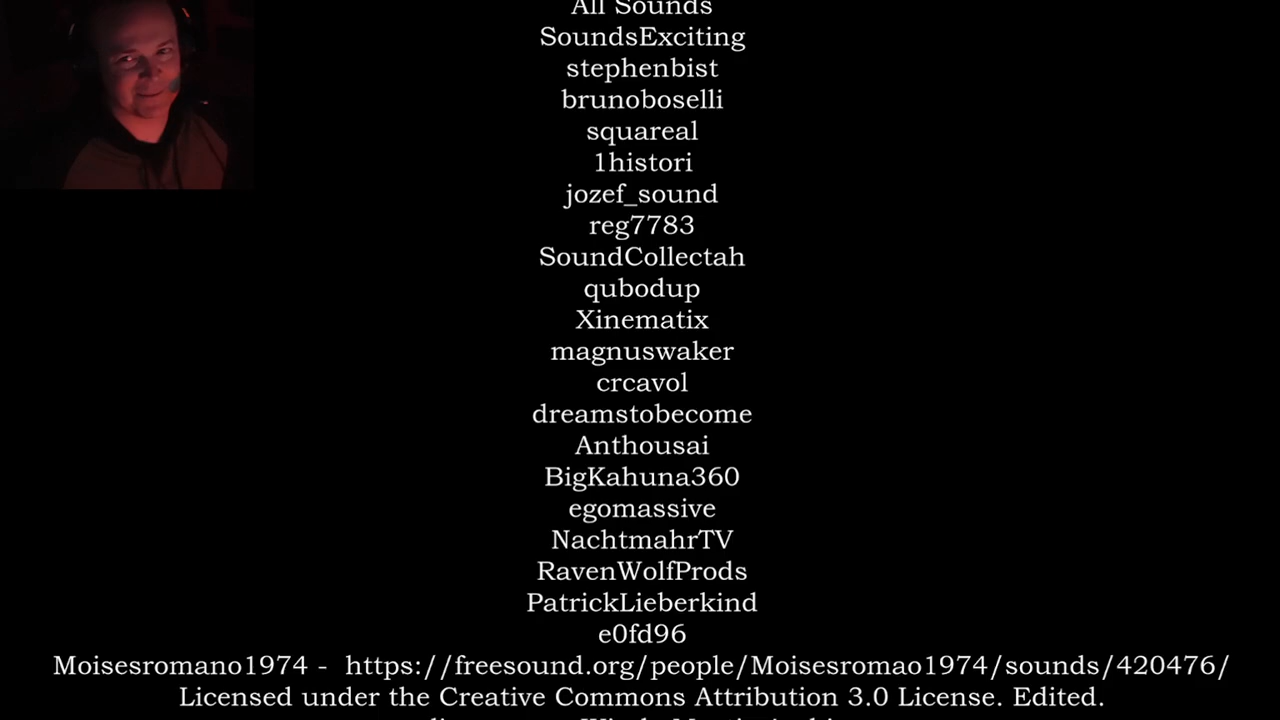 All Sounds
SoundsExciting
stephenbist
brunoboselli
squareal
1histori
jozef_sound
reg7783
SoundCollectah
qubodup
Xinematix
magnuswaker
crcavol
dreamstobecome
Anthousai
BigKahuna360
egomassive
NachtmahrTV
RavenWolfProds
PatrickLieberkind
e0fd96
Moisesromano1974 - https://freesound.org/people/Moisesromao1974/sounds/420476/
Licensed under the Creative Commons Attribution 3.0 License. Edited.